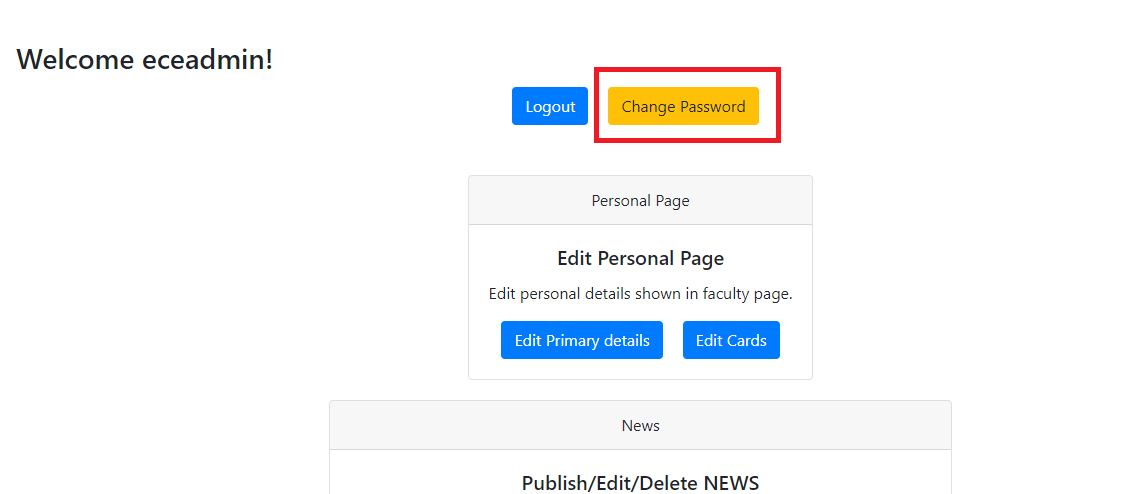 Welcome eceadmin!
Logout Change Password
Personal Page
Edit Personal Page
Edit personal details shown in faculty page.
Edit Primary details Edit Cards
News
Publish/Edit/Delete NEWS